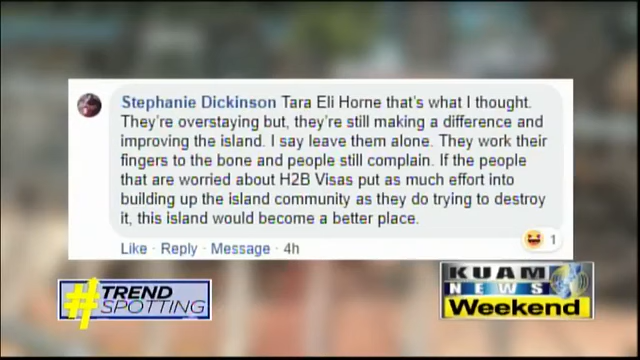 Stephanie Dickinson Tara Eli Horne that's what I thought.
They're overstaying but, they're still making a difference and
improving the island. I say leave them alone. They work their
fingers to the bone and people still complain. If the people
that are worried about H2B Visas put as much effort into
building up the island community as they do trying to destroy
it, this island would become a better place.
1
Like · Reply · Message · 4h
# TREND
SPOTTING
KUAM
NEWS
Weekend